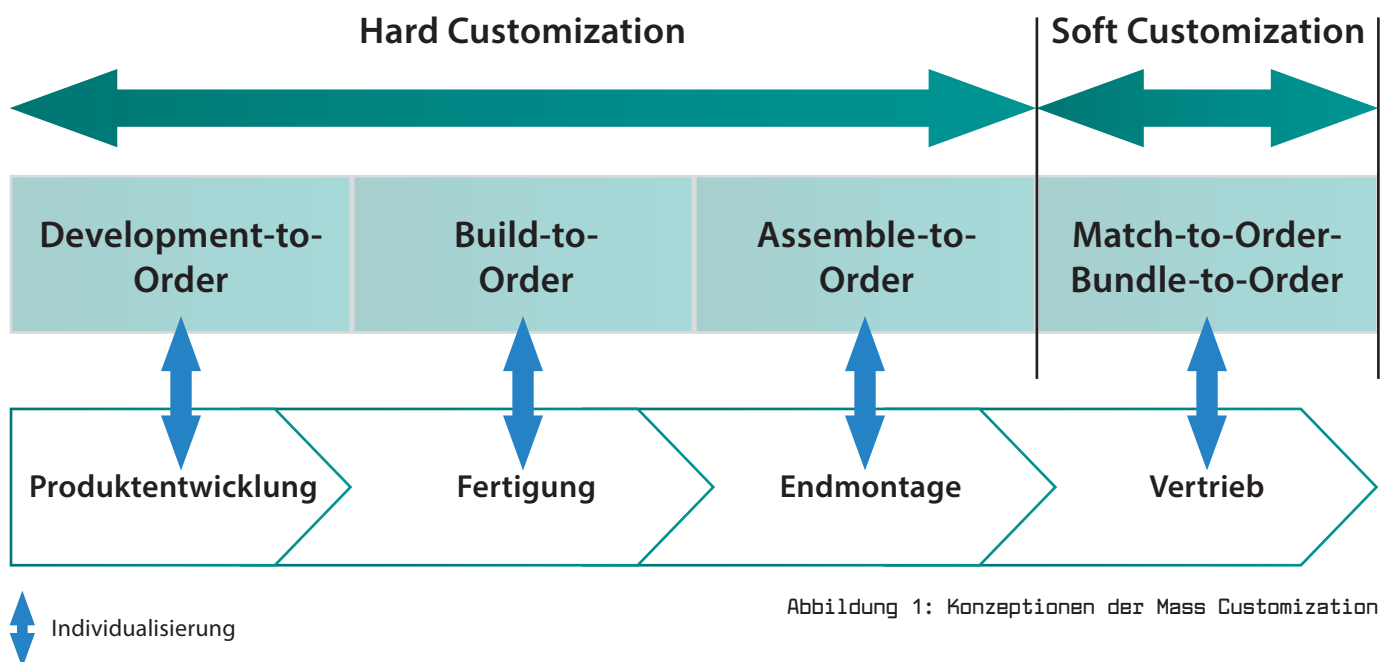 Hard Customization
Soft Customization
Development-to-
Order
Build-to-
Order
Assemble-to-
Order
Match-to-Order-
Bundle-to-Order
Produktentwicklung
Fertigung
Endmontage
Vertrieb
Individualisierung
Abbildung 1: Konzeptionen der Mass Customization